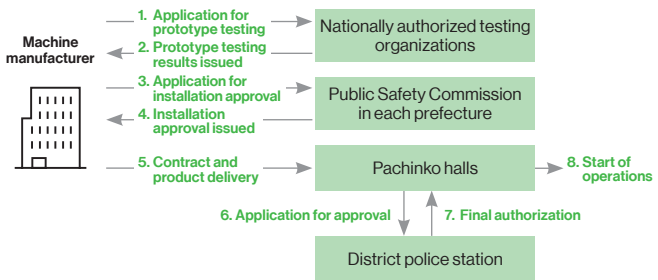 1. Application for
prototype testing
Nationally authorized testing
organizations
Machine
manufacturer
2. Prototype testing
results issued
3. Application for
installation approval
Public Safety Commission
in each prefecture
4. Installation
approval issued
5. Contract and
product delivery
Pachinko halls
8. Start of
operations
6. Application for approval
7. Final authorization
District police station